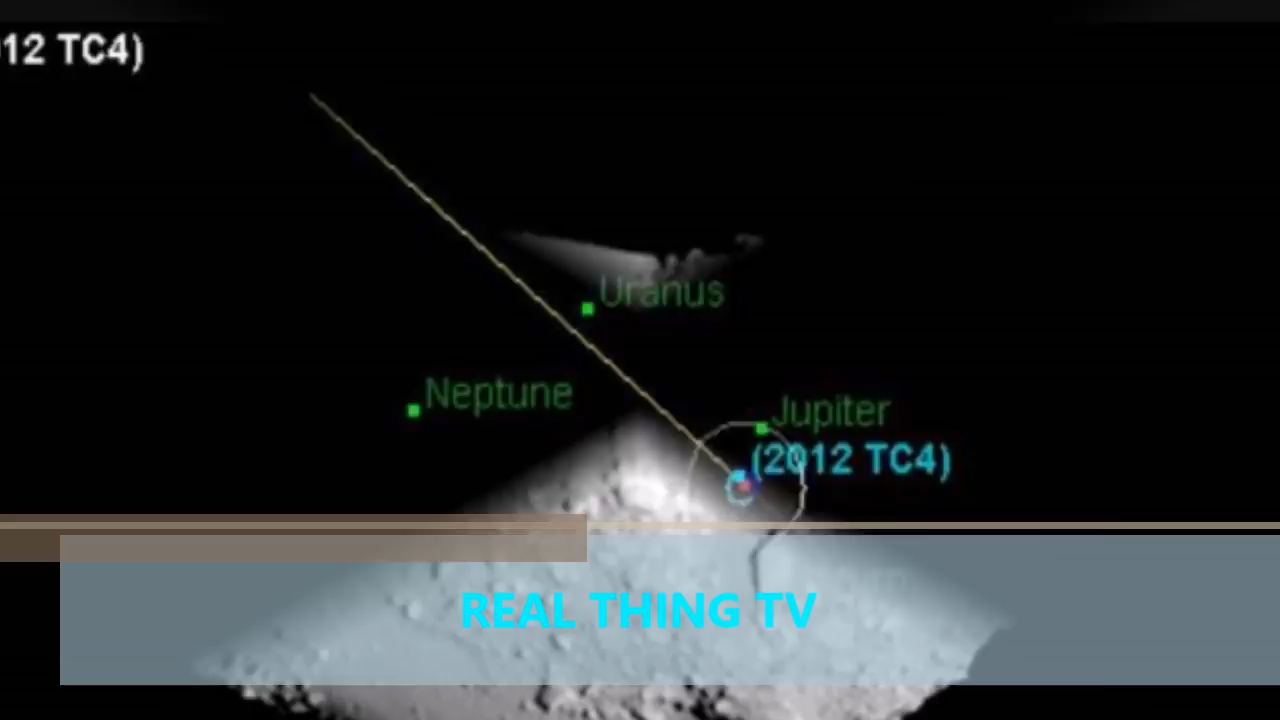 12 TC4)
Uranus
Neptune
Jupiter
(2012 TC4)
REAL THING TV